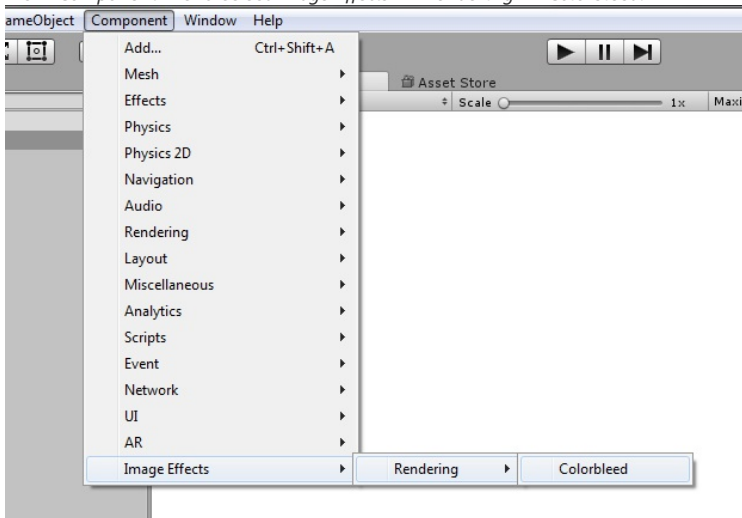 ameObject Component Window Help
Add... Ctrl+Shift+A
Mesh
Asset Store
Effects
Scale 1x Maxi
Physics
Physics 2D
Navigation
Audio
Rendering
Layout
Miscellaneous
Analytics
Scripts
Event
Network
UI
AR
Image Effects Rendering Colorbleed